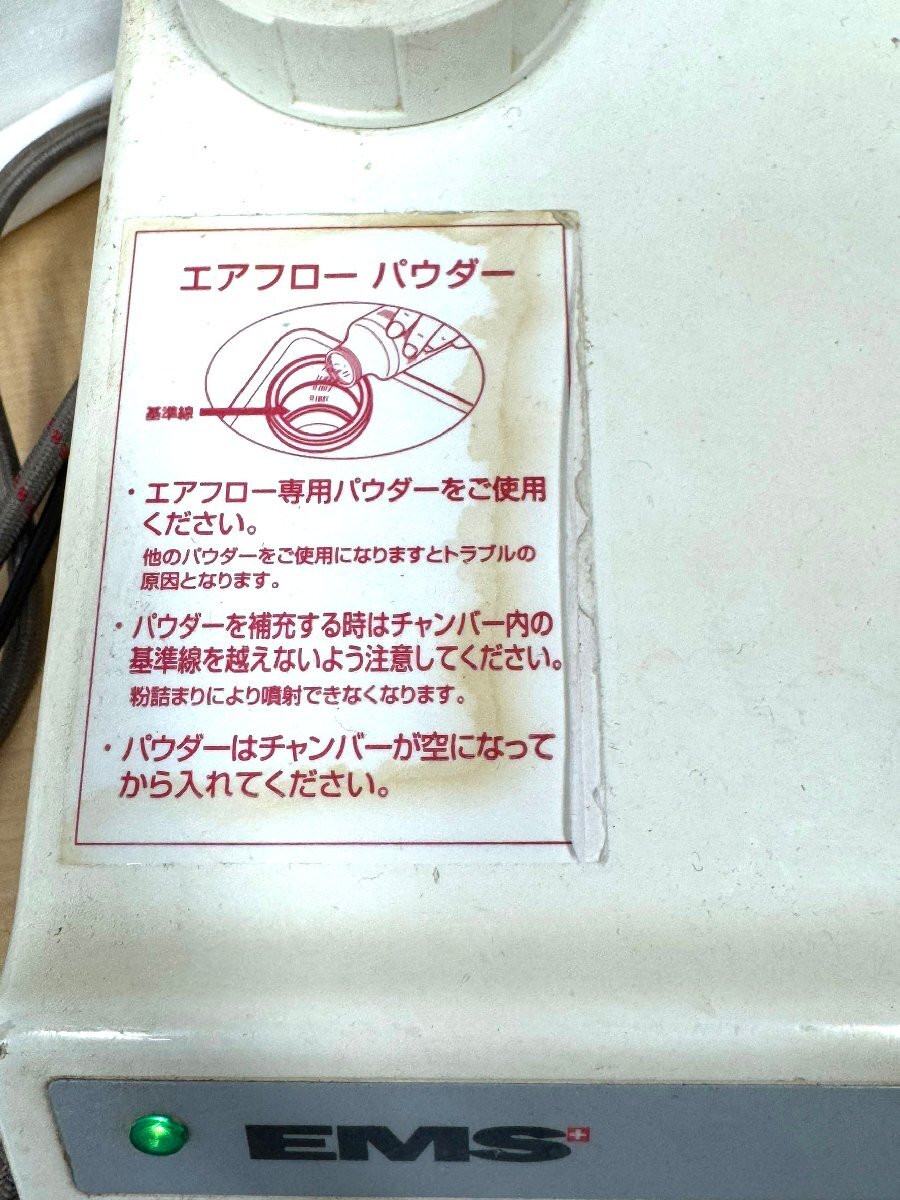 エアフロー パウダー
基準線
・エアフロー専用パウダーをご使用
ください。
他のパウダーをご使用になりますとトラブルの
原因となります。
・パウダーを補充する時はチャンバー内の
基準線を越えないよう注意してください。
粉詰まりにより噴射できなくなります。
・パウダーはチャンバーが空になって
から入れてください。
EMS